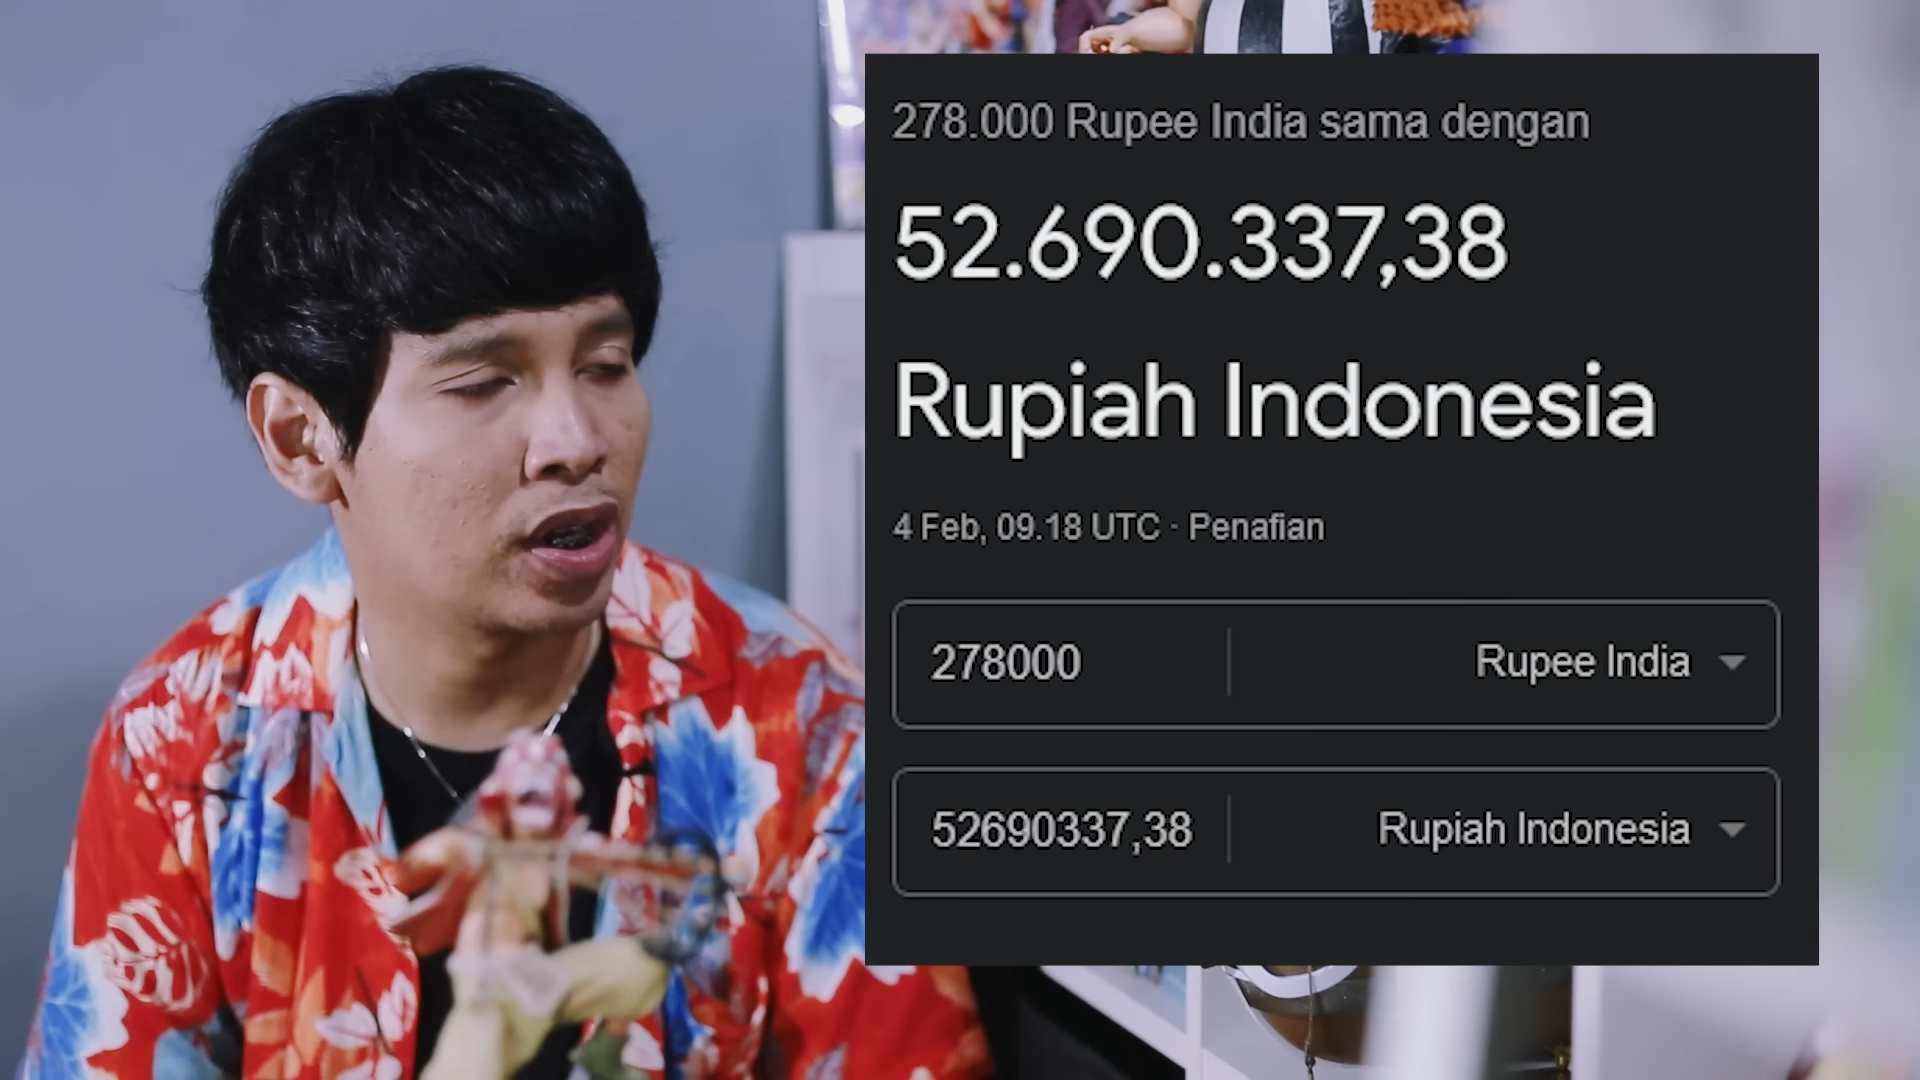 278.000 Rupee India sama dengan
52.690.337,38
Rupiah Indonesia
4 Feb, 09.18 UTC · Penafian
278000 Rupee India
52690337,38 Rupiah Indonesia